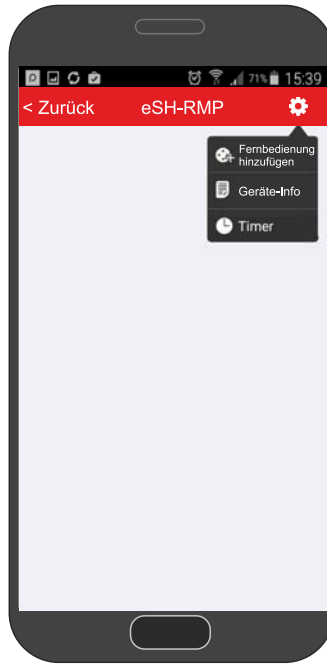 71% 15:39
< Zurück eSH-RMP
Fernbedienung
hinzufügen
Geräte-Info
Timer